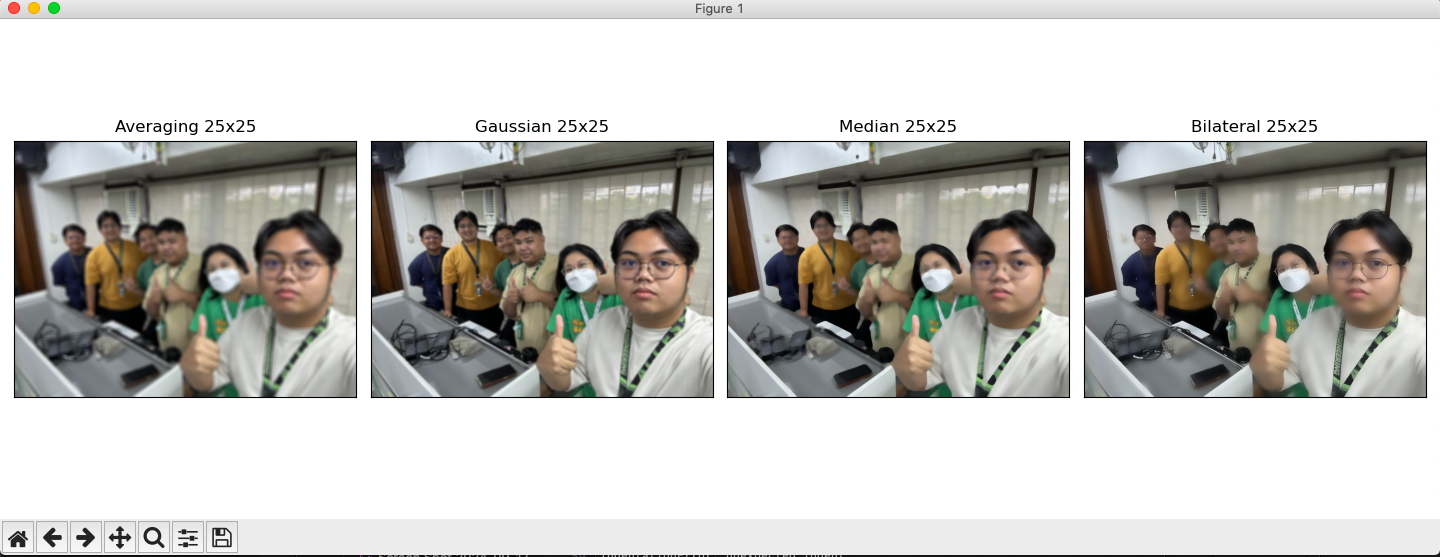 Figure 1
Averaging 25x25
Gaussian 25x25
Median 25x25
Bilateral 25x25